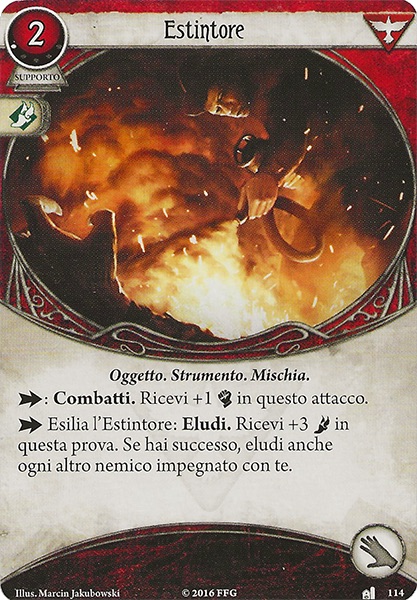 2
Estintore
SUPPORTO
Oggetto. Strumento. Mischia.
: Combatti. Ricevi +1 in questo attacco.
Esilia l'Estintore: Eludi. Ricevi +3 in
questa prova. Se hai successo, eludi anche
ogni altro nemico impegnato con te.
Illus. Marcin Jakubowski © 2016 FFG 114